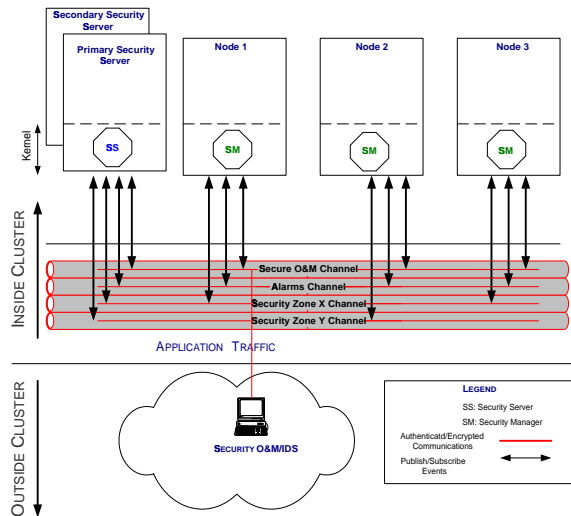 Secondary Security
Server
Primary Security
Server
Node 1
Node 2
Node 3
Kernel
SS
SM
SM
SM
INSIDE CLUSTER
Secure O&M Channel
Alarms Channel
Security Zone X Channel
Security Zone Y Channel
APPLICATION TRAFFIC
OUTSIDE CLUSTER
SECURITY O&M/IDS
LEGEND
SS: Security Server
SM: Security Manager
Authenticatd/Encrypted
Communications
Publish/Subscribe
Events